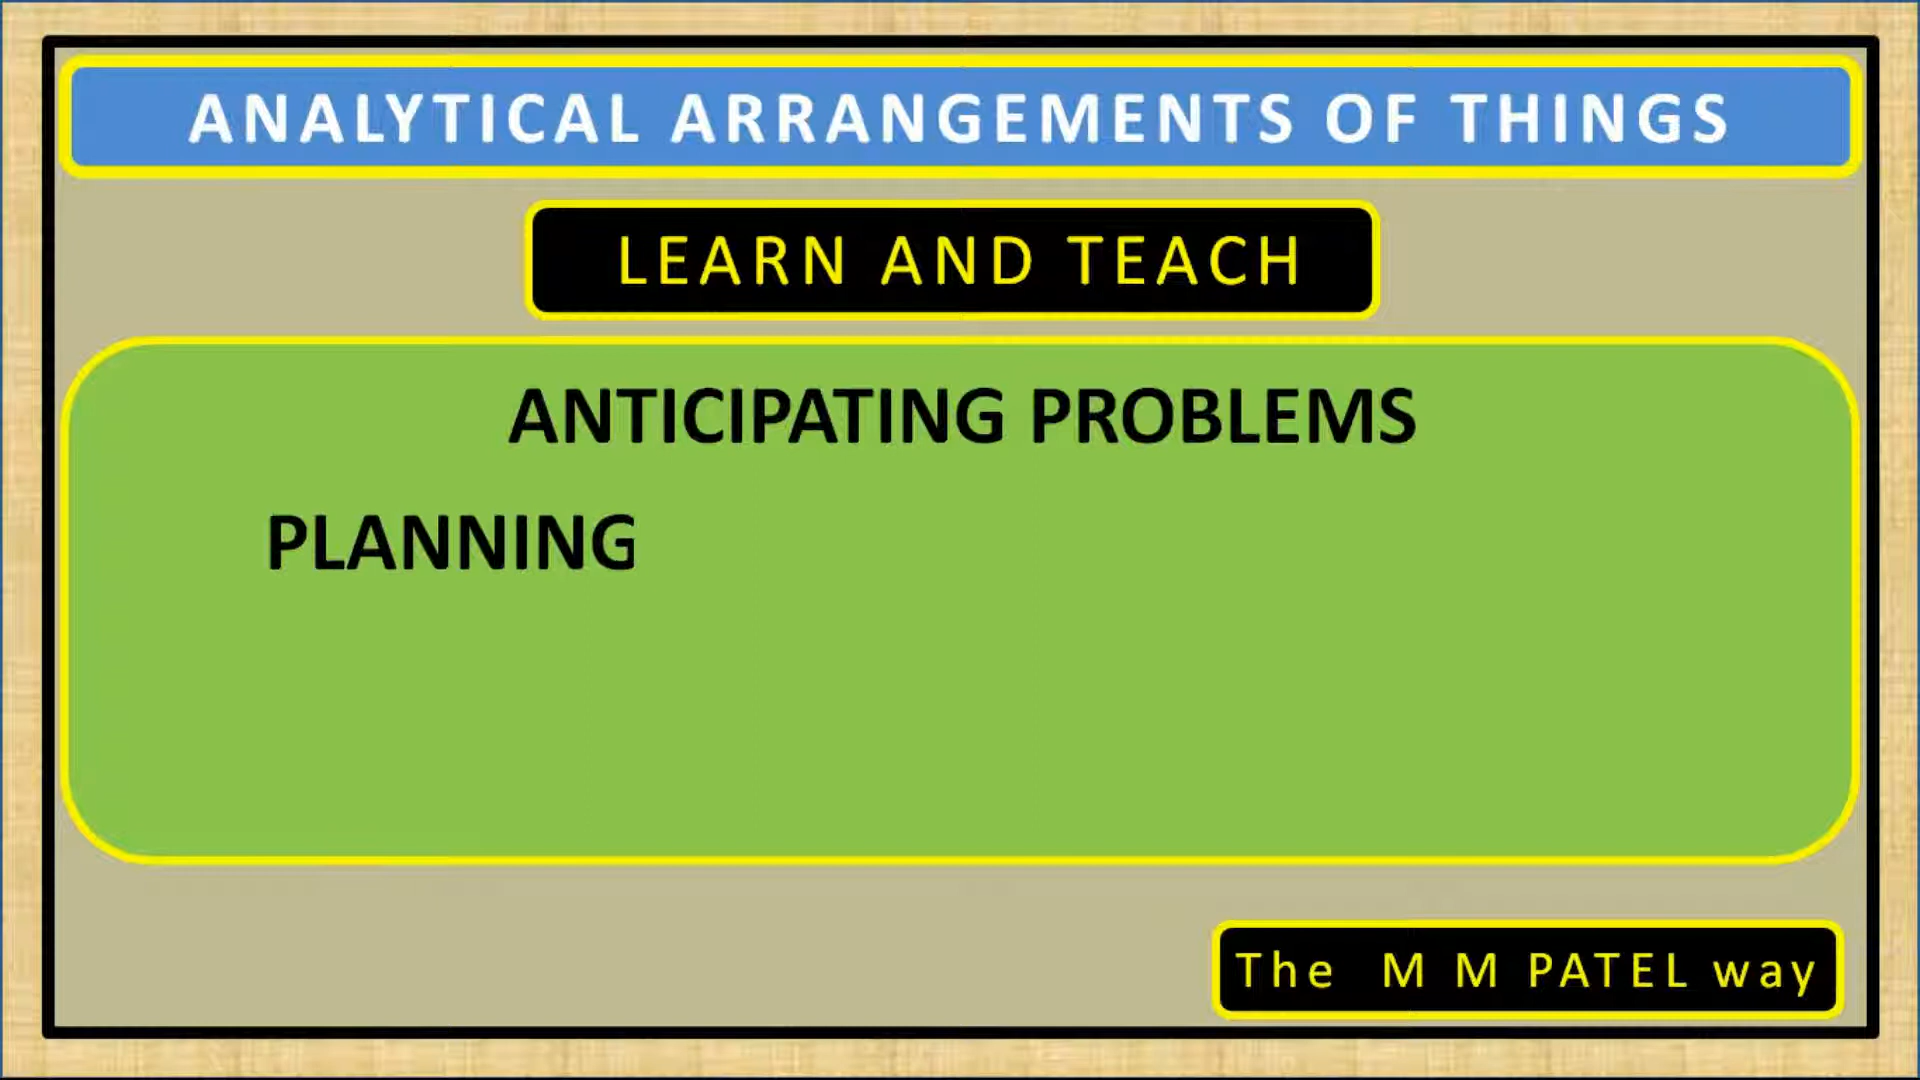 ANALYTICAL ARRANGEMENTS OF THINGS
LEARN AND TEACH
ANTICIPATING PROBLEMS
PLANNING
The M M PATEL way